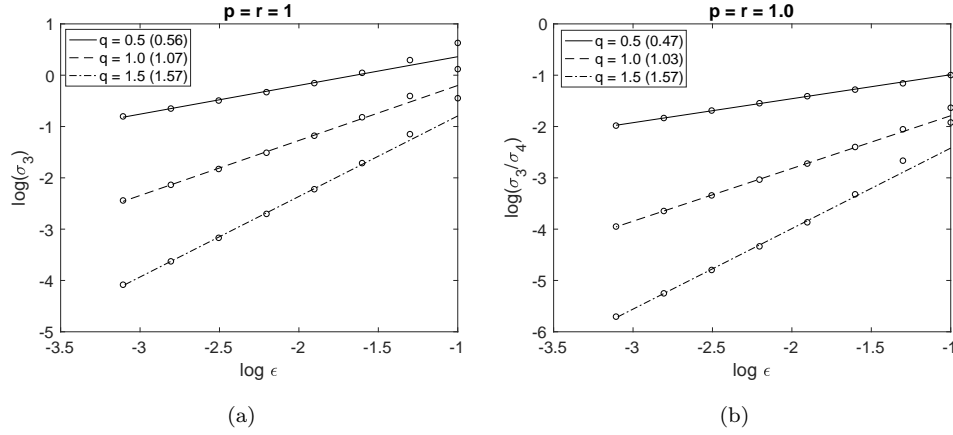 p = r = 1
q = 0.5 (0.56)
q = 1.0 (1.07)
q = 1.5 (1.57)
log(σ₃)
1
0
-1
-2
-3
-4
-5
-3.5 -3 -2.5 -2 -1.5 -1
log ϵ
(a)
p = r = 1.0
q = 0.5 (0.47)
q = 1.0 (1.03)
q = 1.5 (1.57)
log(σ₃/σ₄)
0
-1
-2
-3
-4
-5
-6
-3.5 -3 -2.5 -2 -1.5 -1
log ϵ
(b)